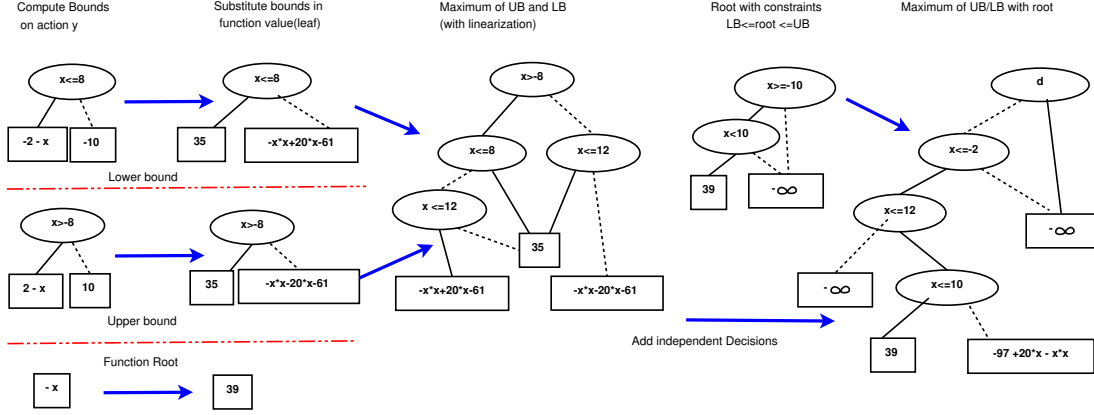 Compute Bounds
on action y
Substitute bounds in
function value(leaf)
Maximum of UB and LB
(with linearization)
Root with constraints
LB<=root <=UB
Maximum of UB/LB with root
x<=8
-2 - x
-10
x<=8
35
-x*x+20*x-61
Lower bound
x>-8
2 - x
10
x>-8
35
-x*x-20*x-61
Upper bound
Function Root
- x
39
x>-8
x<=8
x<=12
x <=12
35
-x*x+20*x-61
-x*x-20*x-61
x>=-10
x<10
39
- ∞
Add independent Decisions
d
x<=-2
x<=12
- ∞
- ∞
x<=10
39
-97 +20*x - x*x